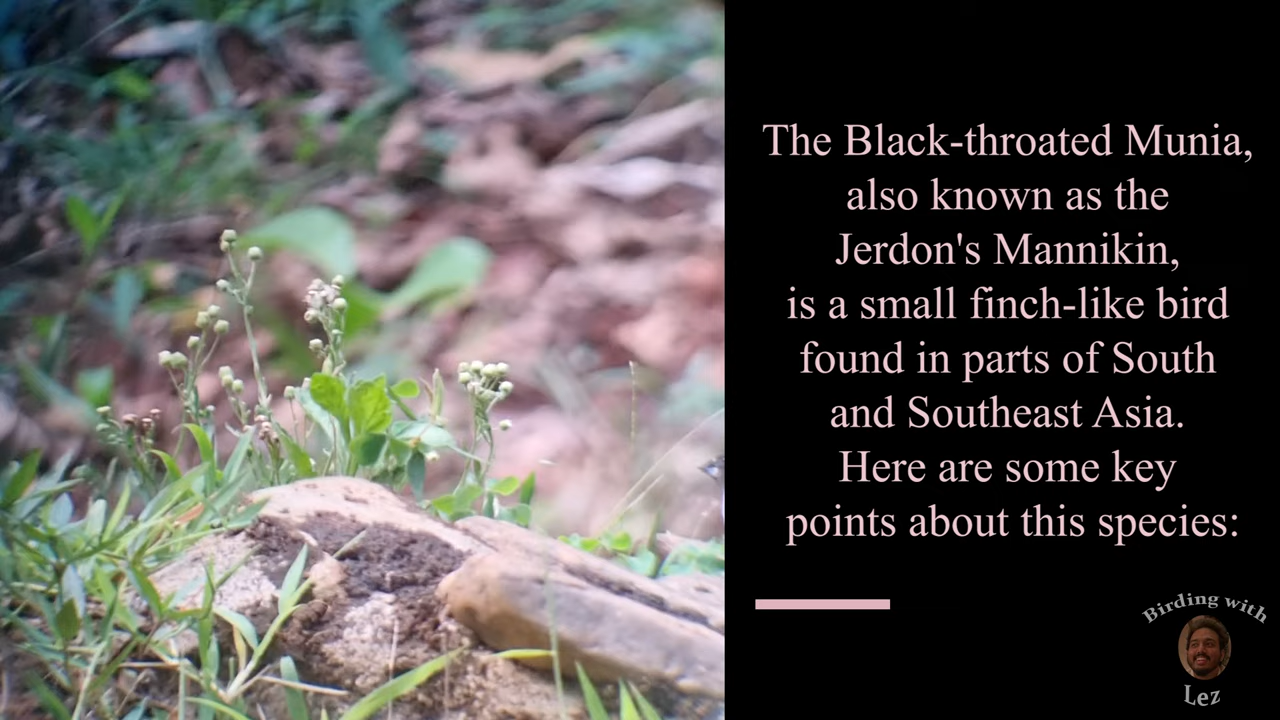 The Black-throated Munia,
also known as the
Jerdon's Mannikin,
is a small finch-like bird
found in parts of South
and Southeast Asia.
Here are some key
points about this species:
Birding with
Lez